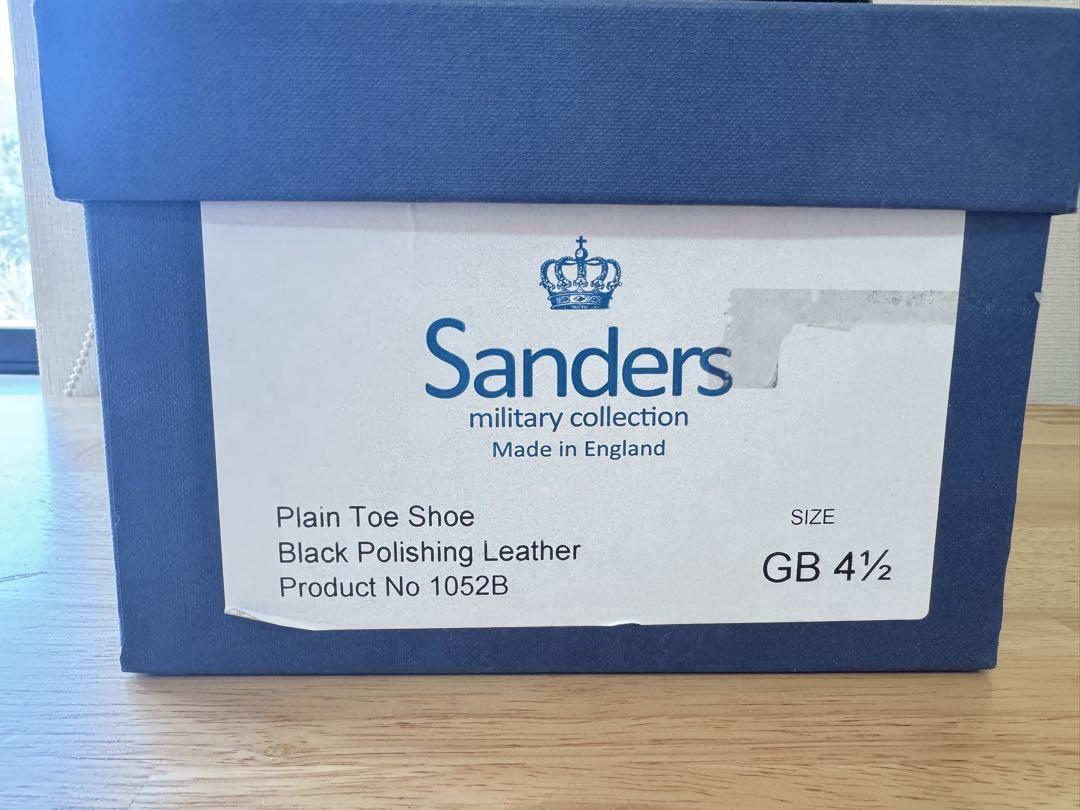 Sanders
military collection
Made in England
Plain Toe Shoe
Black Polishing Leather
Product No 1052B
SIZE
GB 4½